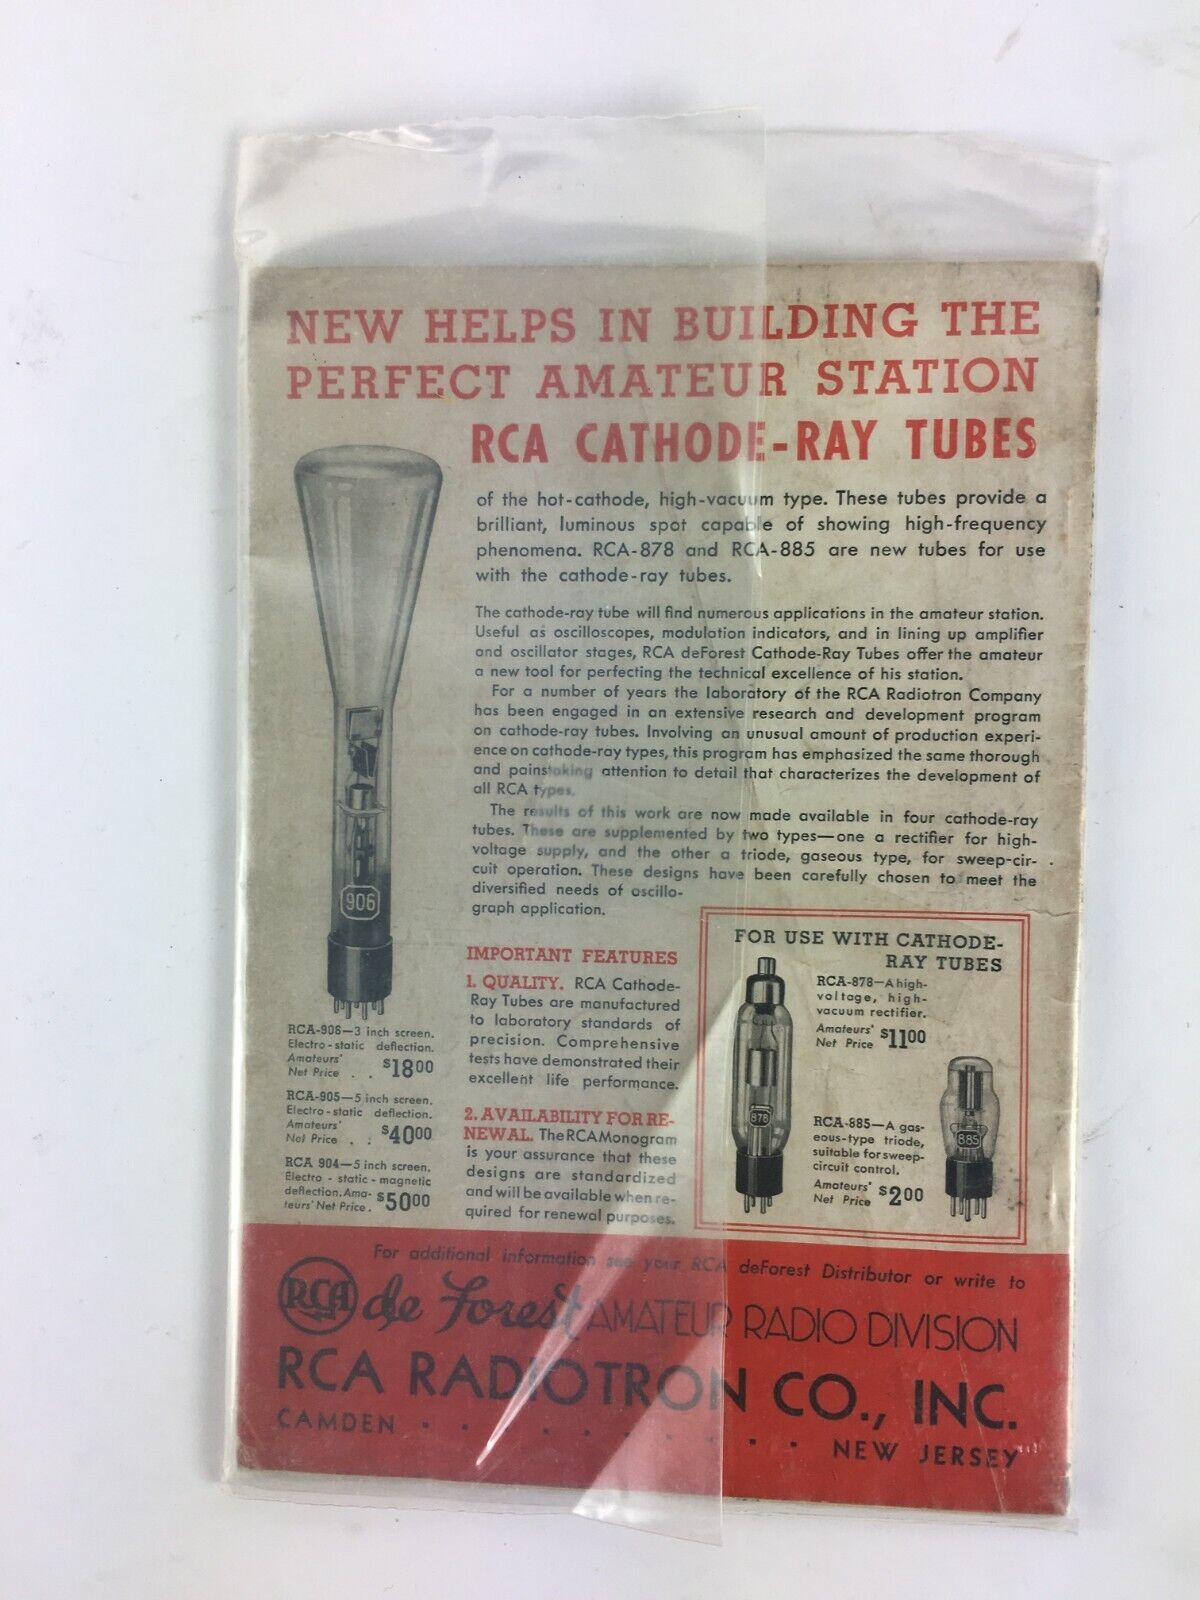 NEW HELPS IN BUILDING THE
PERFECT AMATEUR STATION
RCA CATHODE-RAY TUBES
of the hot-cathode, high-vacuum type. These tubes provide a
brilliant, luminous spot capable of showing high-frequency
phenomena. RCA-878 and RCA-885 are new tubes for use
with the cathode-ray tubes.
The cathode-ray tube will find numerous applications in the amateur station.
Useful as oscilloscopes, modulation indicators, and in lining up amplifier
and oscillator stages, RCA deForest Cathode-Ray Tubes offer the amateur
a new tool for perfecting the technical excellence of his station.
For a number of years the laboratory of the RCA Radiotron Company
has been engaged in an extensive research and development program
on cathode-ray tubes. Involving an unusual amount of production experi-
ence on cathode-ray types, this program has emphasized the same thorough
and painstaking attention to detail that characterizes the development of
all RCA types.
The results of this work are now made available in four cathode-ray
tubes. These are supplemented by two types—one a rectifier for high-
voltage supply, and the other a triode, gaseous type, for sweep-cir-
cuit operation. These designs have been carefully chosen to meet the
diversified needs of oscillo-
graph application.
906
RCA-906—3 inch screen.
Electro-static deflection.
Amateurs'
Net Price . . $18.00
RCA-905—5 inch screen.
Electro-static deflection.
Amateurs'
Net Price . . $40.00
RCA 904—5 inch screen.
Electro-static-magnetic
deflection. Ama-
teurs' Net Price. $50.00
IMPORTANT FEATURES
1. QUALITY. RCA Cathode-
Ray Tubes are manufactured
to laboratory standards of
precision. Comprehensive
tests have demonstrated their
excellent life performance.
2. AVAILABILITY FOR RE-
NEWAL. The RCA Monogram
is your assurance that these
designs are standardized
and will be available when re-
quired for renewal purposes.
FOR USE WITH CATHODE-
RAY TUBES
878
RCA-878—A high-
voltage, high-
vacuum rectifier.
Amateurs'
Net Price $11.00
RCA-885—A gas-
eous-type triode,
suitable for sweep-
circuit control.
Amateurs'
Net Price $2.00
885
For additional information see your RCA deForest Distributor or write to
RCA de Forest AMATEUR RADIO DIVISION
RCA RADIOTRON CO., INC.
CAMDEN . . . . . . . . . . NEW JERSEY